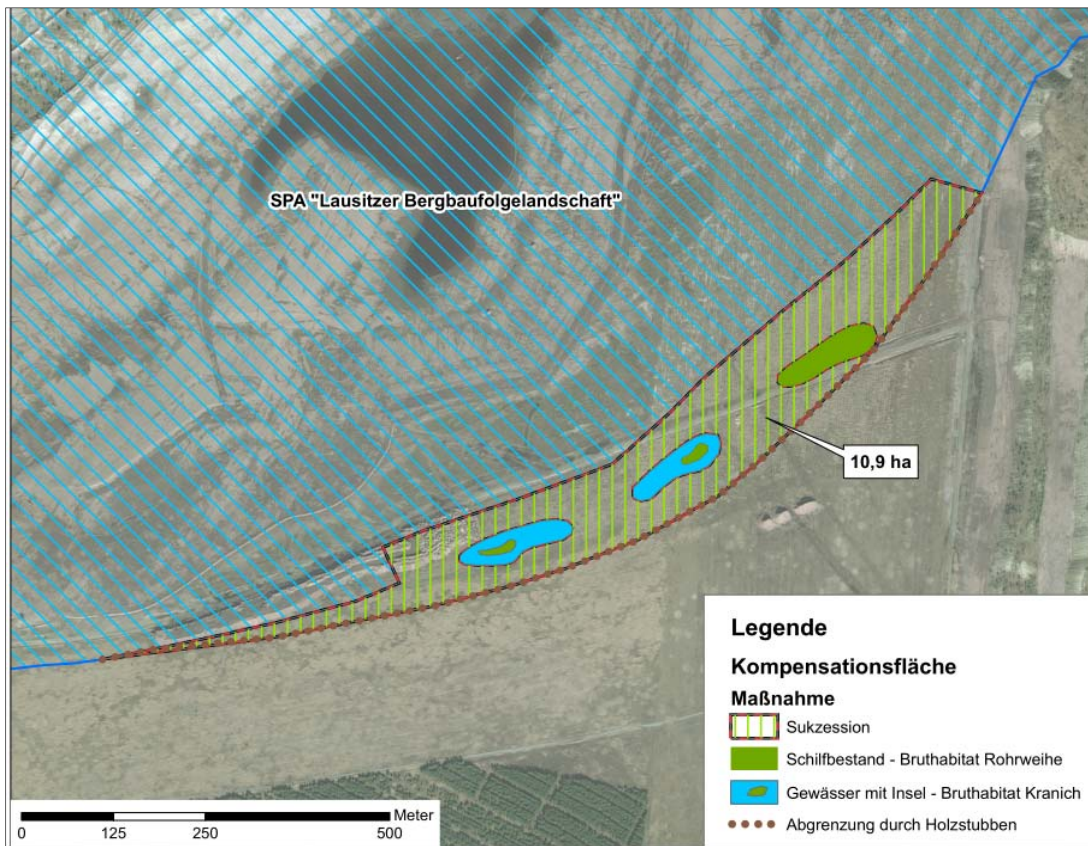 SPA "Lausitzer Bergbaufolgelandschaft"
10,9 ha
Legende
Kompensationsfläche
Maßnahme
Sukzession
Schilfbestand - Bruthabitat Rohrweihe
Gewässer mit Insel - Bruthabitat Kranich
Abgrenzung durch Holzstubben
Meter
0 125 250 500